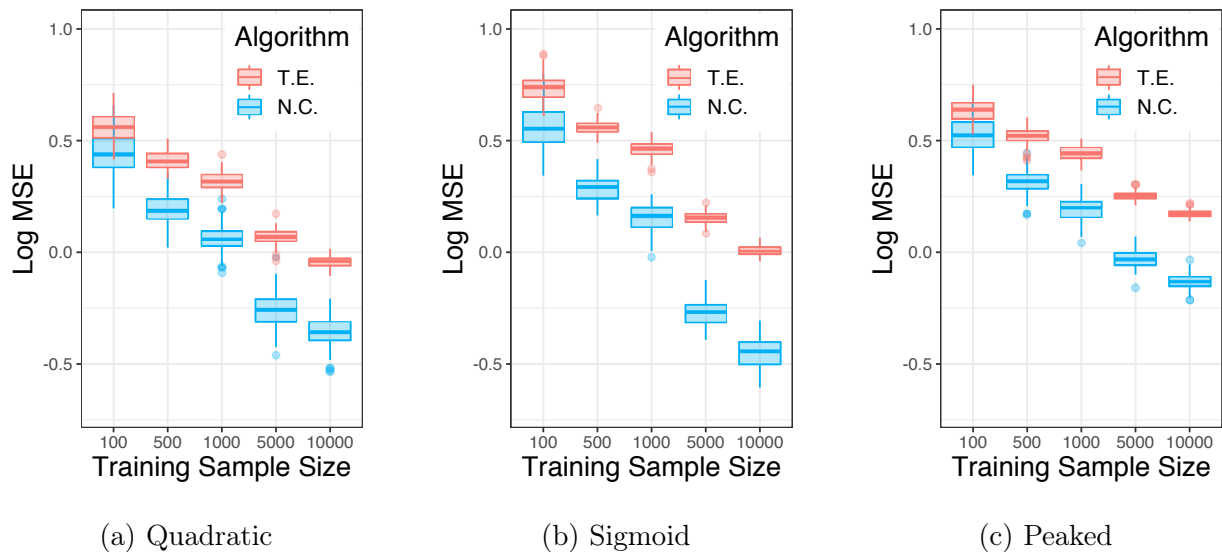 1.0
0.5
0.0
-0.5
Log MSE
Algorithm
T.E.
N.C.
100 500 1000 5000 10000
Training Sample Size
(a) Quadratic
1.0
0.5
0.0
-0.5
Log MSE
Algorithm
T.E.
N.C.
100 500 1000 5000 10000
Training Sample Size
(b) Sigmoid
1.0
0.5
0.0
-0.5
Log MSE
Algorithm
T.E.
N.C.
100 500 1000 5000 10000
Training Sample Size
(c) Peaked